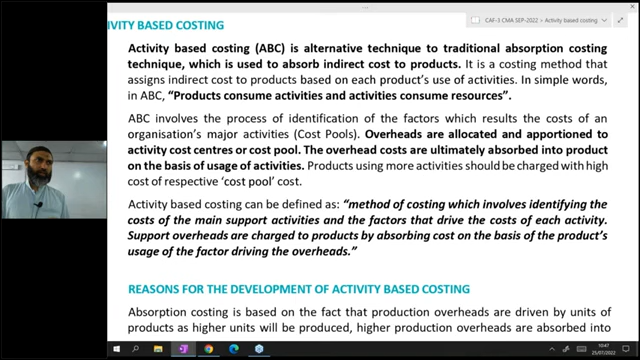 IVITY BASED COSTING
CAF-3 CMA SEP-2022 > Activity based costing
Activity based costing (ABC) is alternative technique to traditional absorption costing
technique, which is used to absorb indirect cost to products. It is a costing method that
assigns indirect cost to products based on each product's use of activities. In simple words,
in ABC, “Products consume activities and activities consume resources”.
ABC involves the process of identification of the factors which results the costs of an
organisation's major activities (Cost Pools). Overheads are allocated and apportioned to
activity cost centres or cost pool. The overhead costs are ultimately absorbed into product
on the basis of usage of activities. Products using more activities should be charged with high
cost of respective ‘cost pool’ cost.
Activity based costing can be defined as: “method of costing which involves identifying the
costs of the main support activities and the factors that drive the costs of each activity.
Support overheads are charged to products by absorbing cost on the basis of the product's
usage of the factor driving the overheads.”
REASONS FOR THE DEVELOPMENT OF ACTIVITY BASED COSTING
Absorption costing is based on the fact that production overheads are driven by units of
products as higher units will be produced, higher production overheads are absorbed into
10:47
25/07/2022